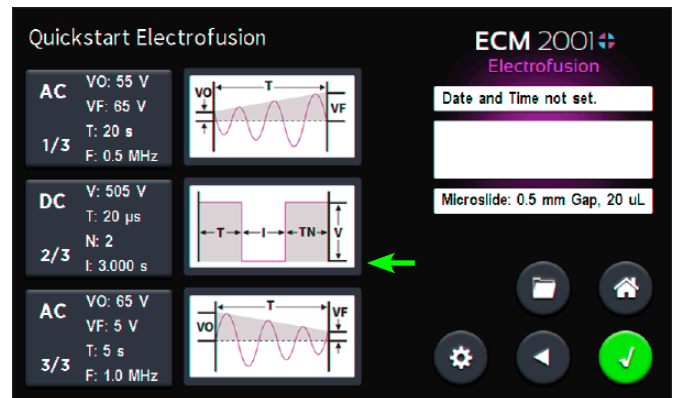 Quickstart Electrofusion
ECM 2001
Electrofusion
AC
VO: 55 V
VF: 65 V
T: 20 s
F: 0.5 MHz
1/3
VO
T
VF
Date and Time not set.
DC
V: 505 V
T: 20 µs
N: 2
I: 3.000 s
2/3
T
I
TN
V
Microslide: 0.5 mm Gap, 20 uL
AC
VO: 65 V
VF: 5 V
T: 5 s
F: 1.0 MHz
3/3
VO
T
VF